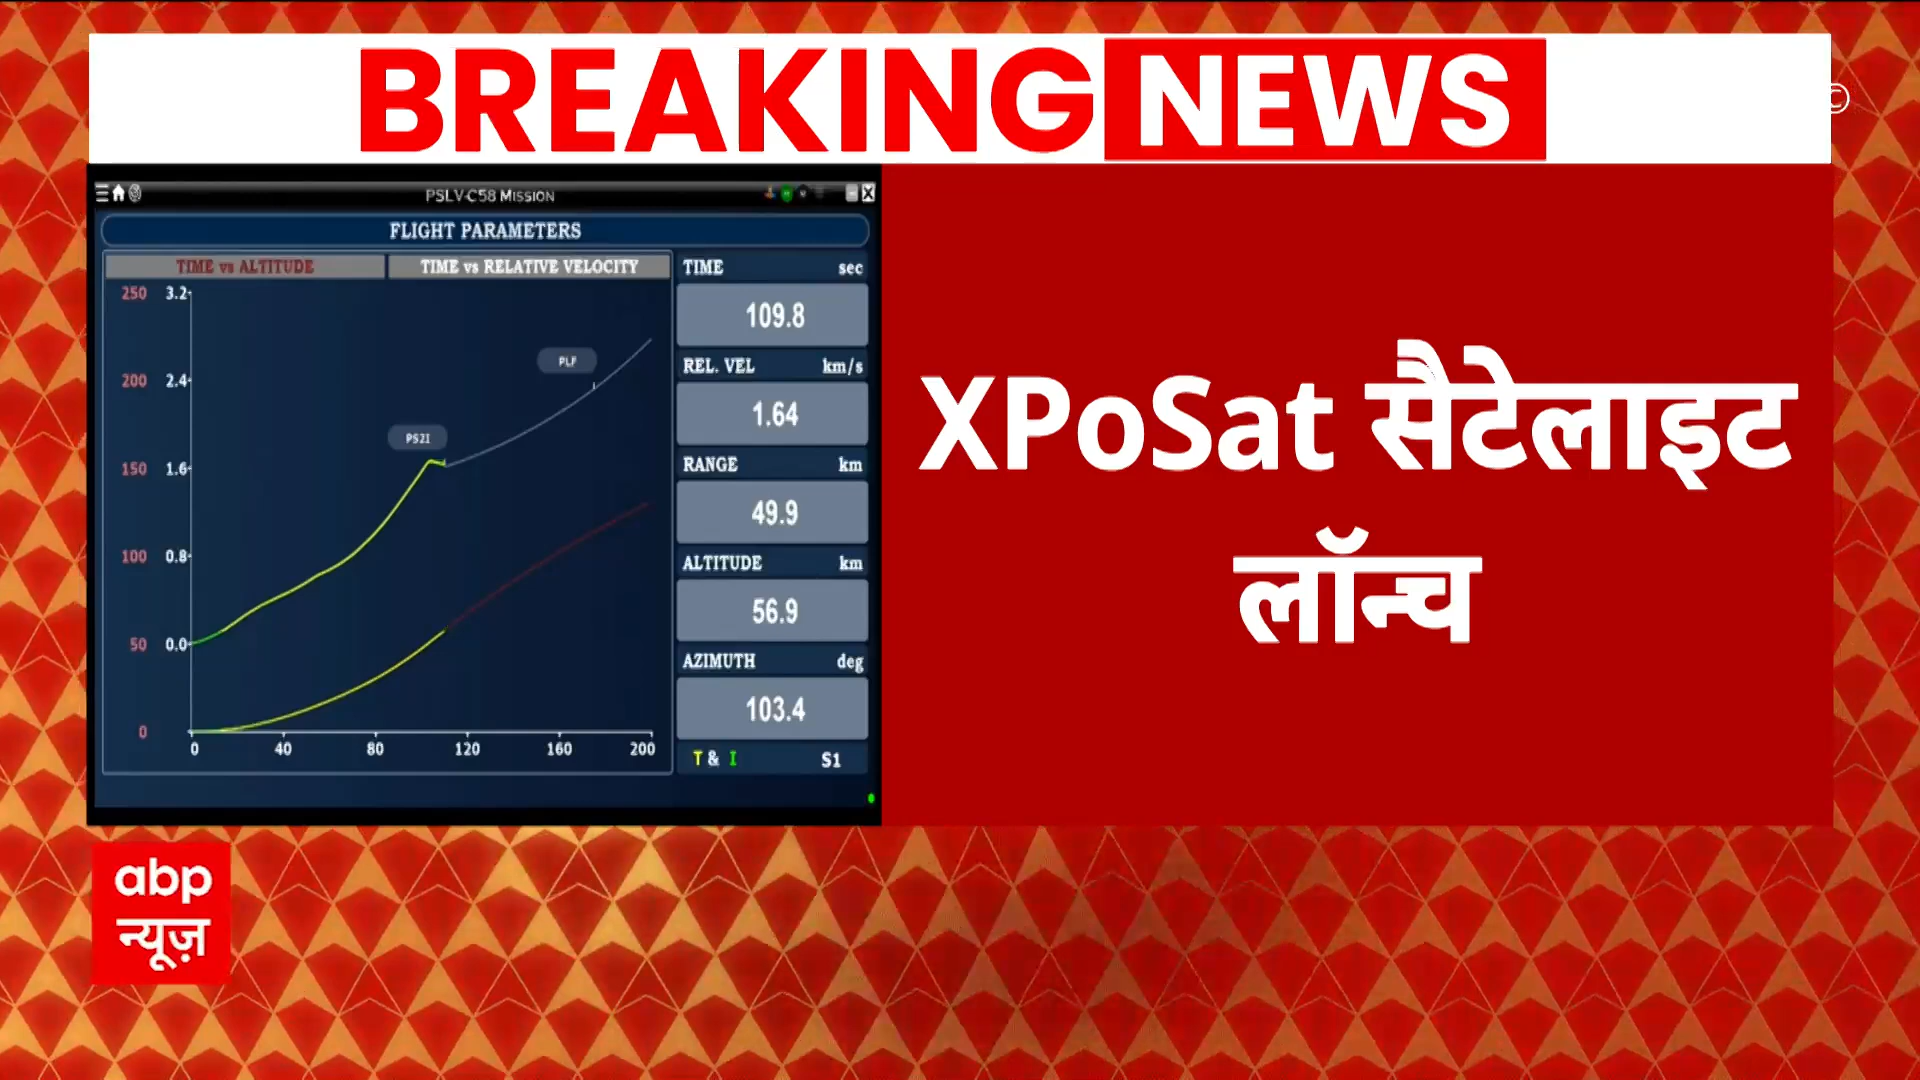 BREAKING NEWS
©
PSLV-C58 MISSION
FLIGHT PARAMETERS
TIME vs ALTITUDE
TIME vs RELATIVE VELOCITY
250
200
150
100
50
0
3.2
2.4
1.6
0.8
0.0
PLF
PS2I
0 40 80 120 160 200
TIME sec
109.8
REL. VEL km/s
1.64
RANGE km
49.9
ALTITUDE km
56.9
AZIMUTH deg
103.4
T & I S1
XPoSat सैटेलाइट
लॉन्च
abp
न्यूज़